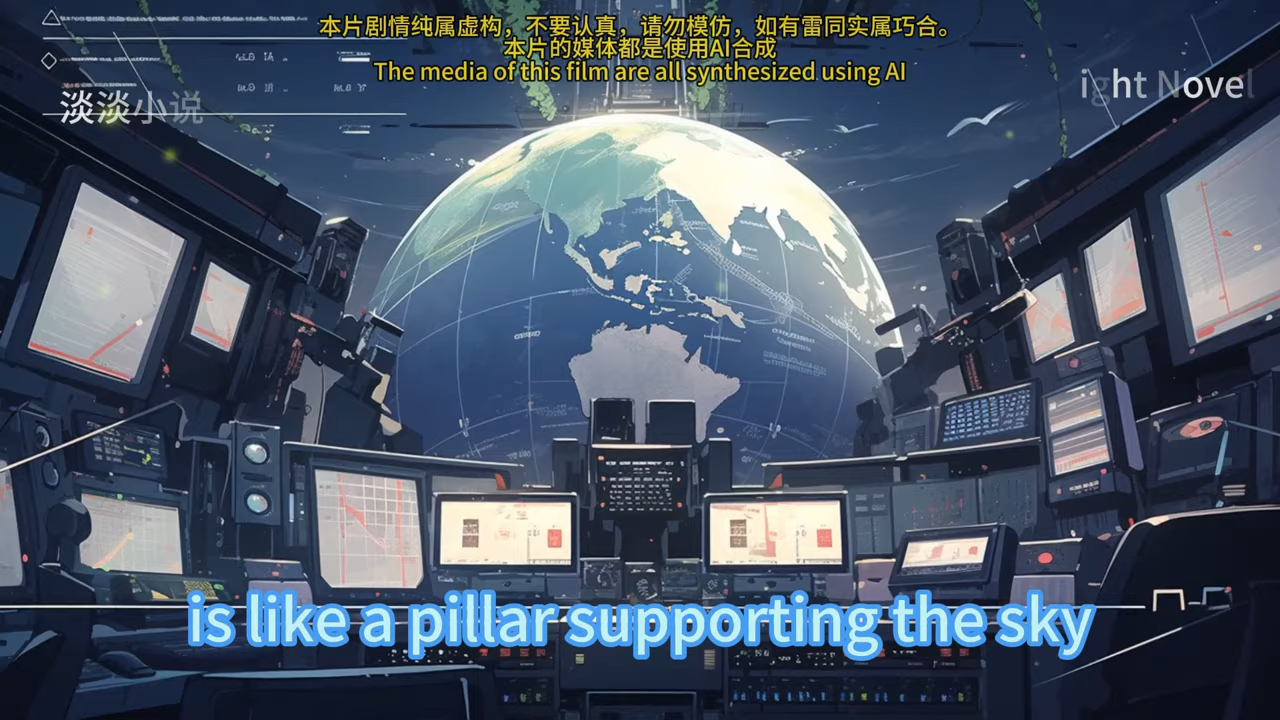 本片剧情纯属虚构，不要认真，请勿模仿，如有雷同实属巧合。
本片的媒体都是使用AI合成
The media of this film are all synthesized using AI
淡淡小说
ight Novel
is like a pillar supporting the sky